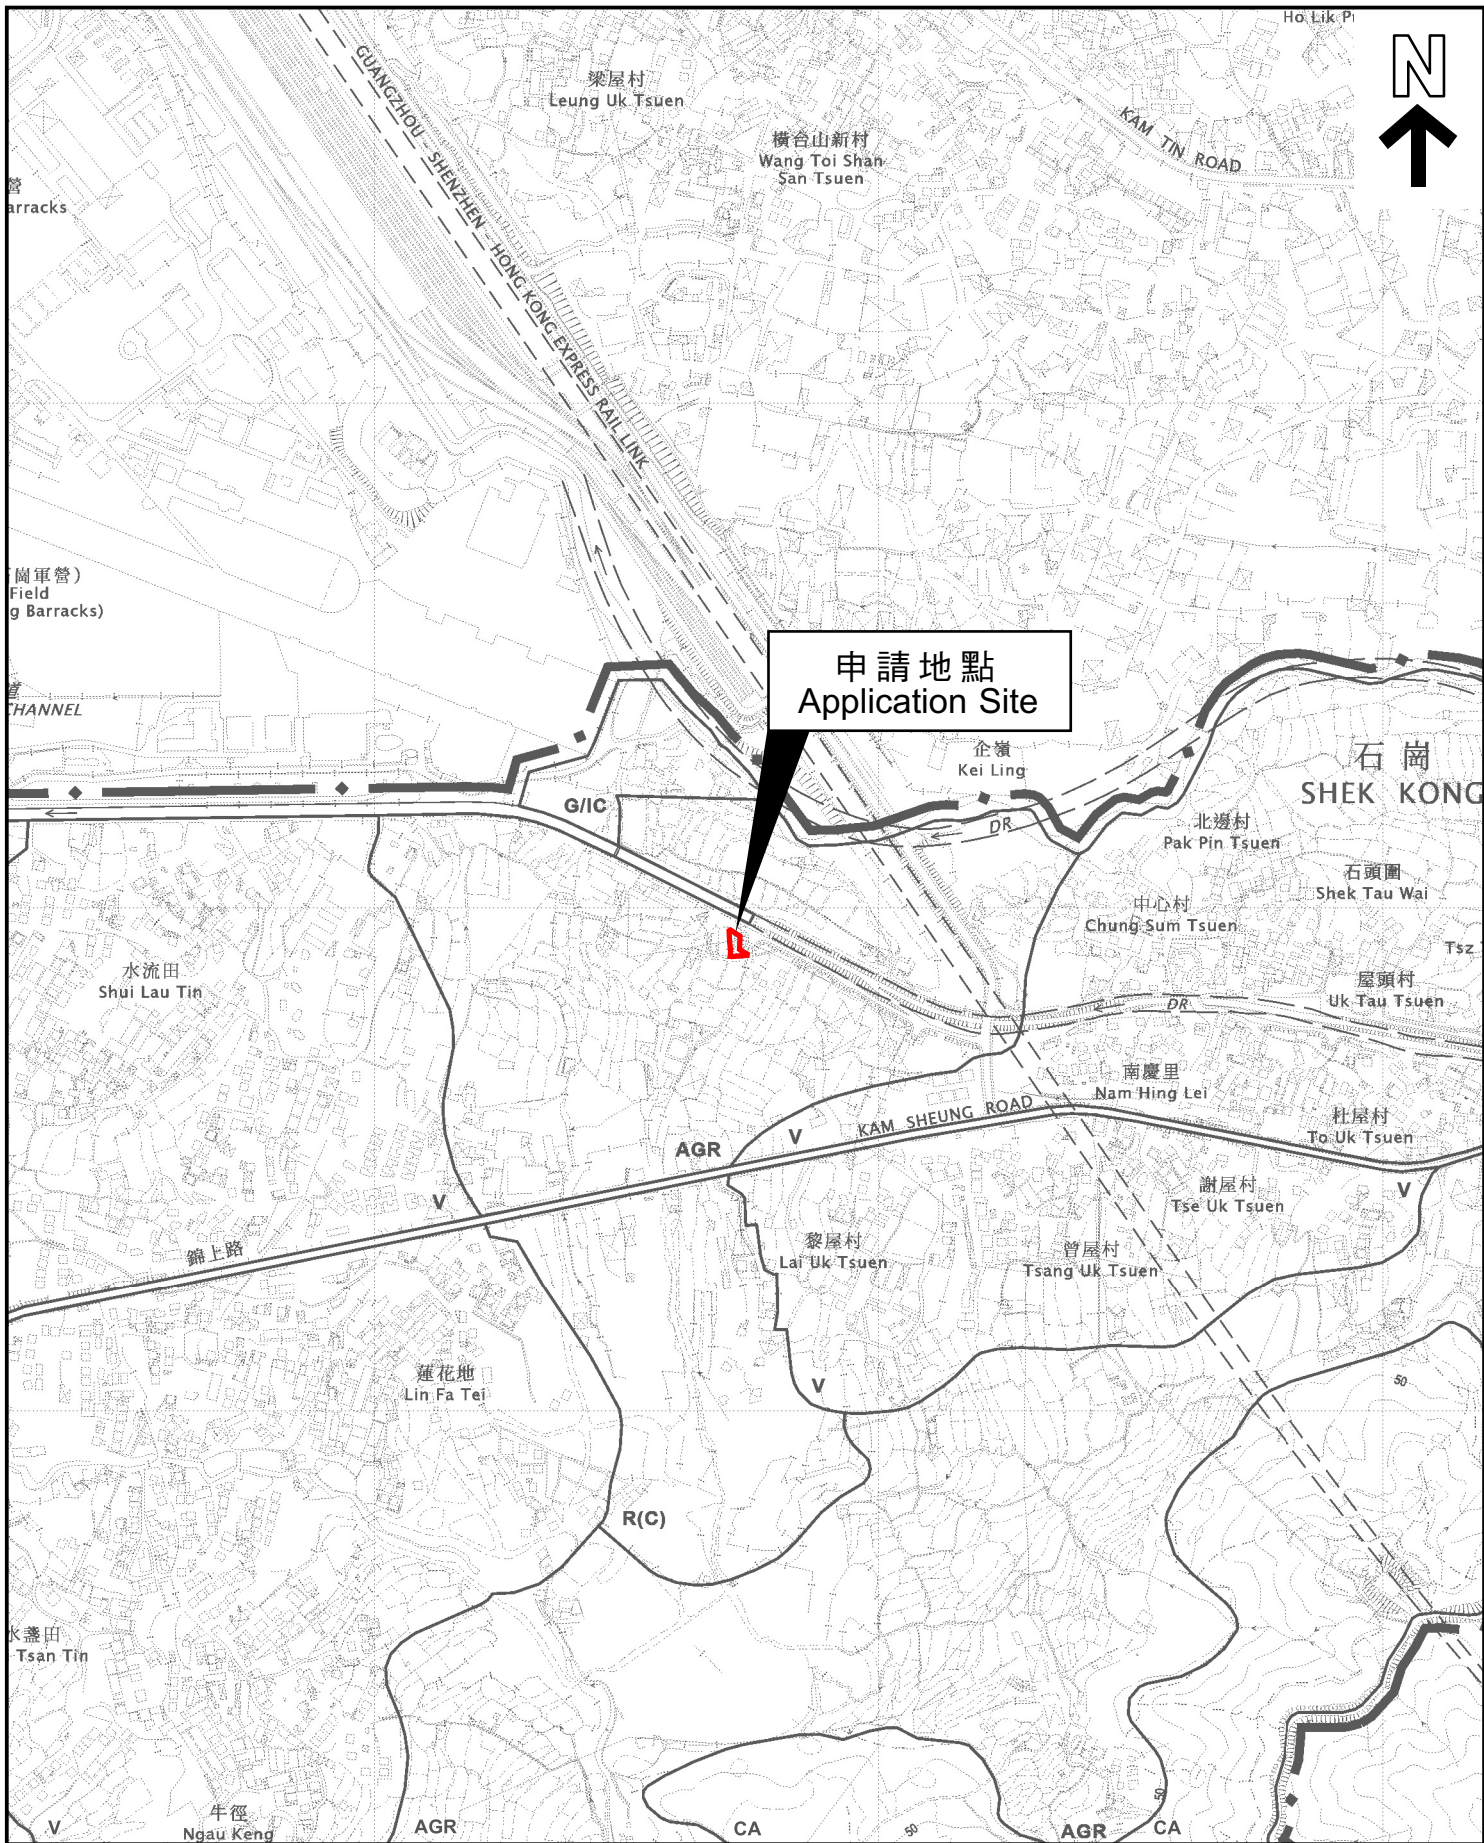 Ho Lik P
N
GUANGZHOU - SHENZHEN - HONG KONG EXPRESS RAIL LINK
梁屋村
Leung Uk Tsuen
橫台山新村
Wang Toi Shan
San Tsuen
KAM TIN ROAD
營
arracks
崗軍營)
Field
g Barracks)
申請地點
Application Site
道
CHANNEL
企嶺
Kei Ling
石崗
SHEK KONG
G/IC
DR
北邊村
Pak Pin Tsuen
石頭圍
Shek Tau Wai
中心村
Chung Sum Tsuen
Tsz
水流田
Shui Lau Tin
屋頭村
Uk Tau Tsuen
DR
南慶里
Nam Hing Lei
KAM SHEUNG ROAD
杜屋村
To Uk Tsuen
AGR
V
V
謝屋村
Tse Uk Tsuen
V
錦上路
黎屋村
Lai Uk Tsuen
曾屋村
Tsang Uk Tsuen
蓮花地
Lin Fa Tei
V
50
R(C)
水盞田
Tsan Tin
50
牛徑
Ngau Keng
V
AGR
CA
50
AGR
CA